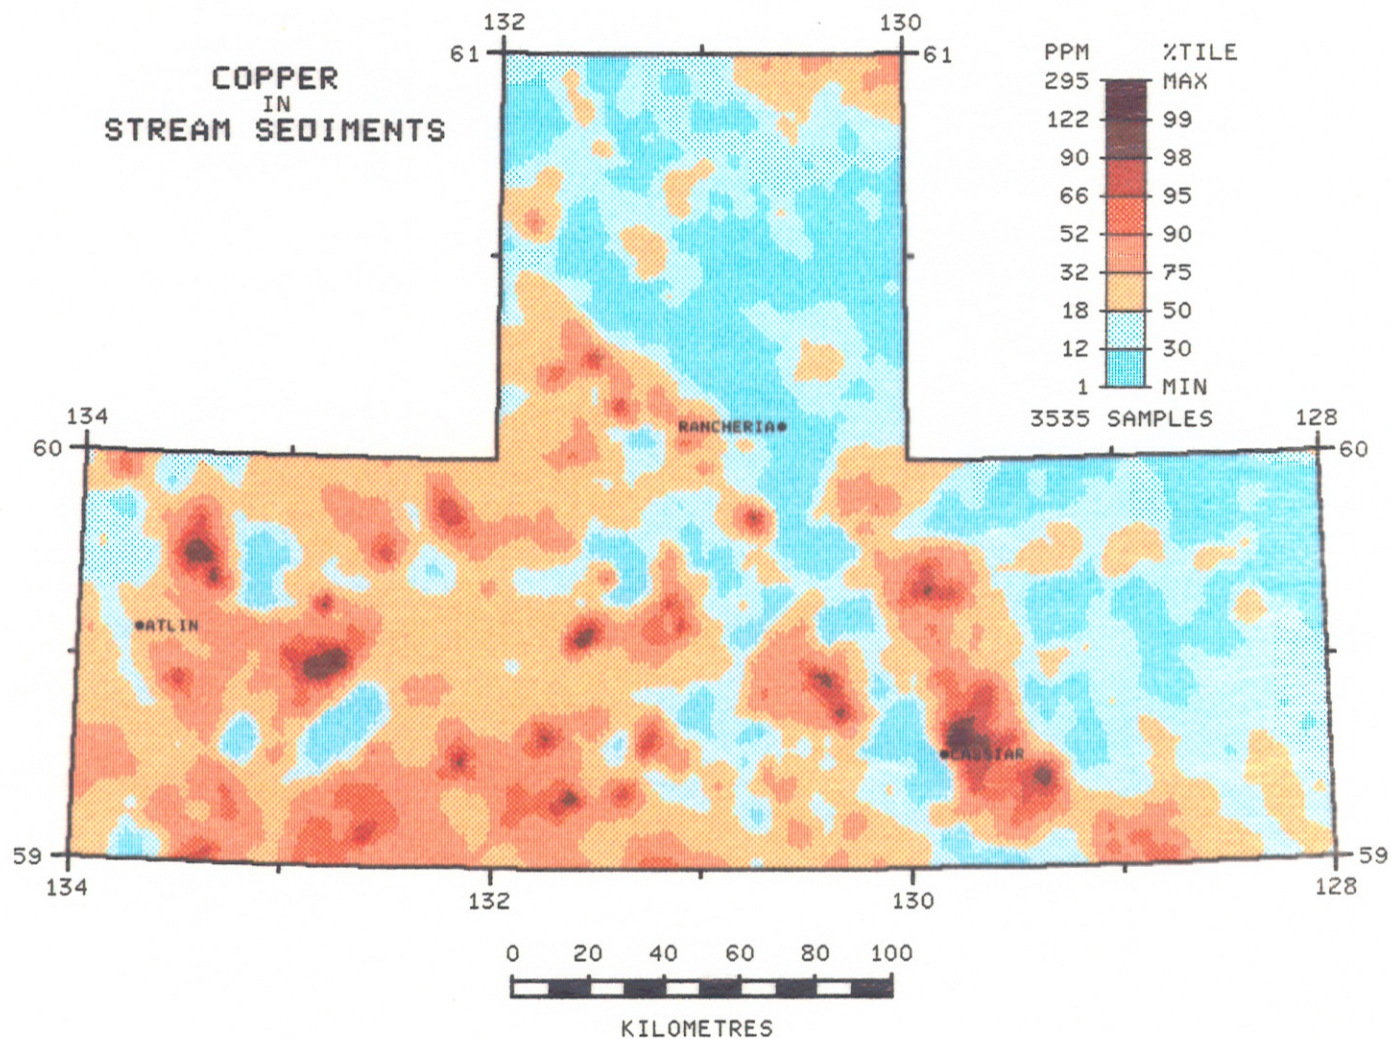 132
130
61
61
COPPER
IN
STREAM SEDIMENTS
PPM %TILE
295 MAX
122 99
90 98
66 95
52 90
32 75
18 50
12 30
1 MIN
3535 SAMPLES
134
128
60
60
RANCHERIA
ATLIN
CASSIAR
59
59
134
132
130
128
0 20 40 60 80 100
KILOMETRES